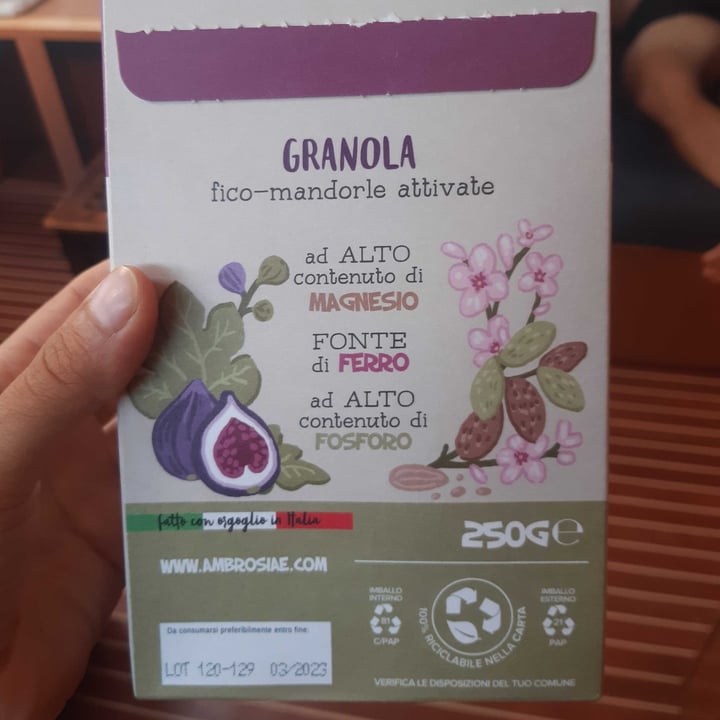 GRANOLA
fico-mandorle attivate
ad ALTO
contenuto di
MAGNESIO
FONTE
di FERRO
ad ALTO
contenuto di
FOSFORO
fatto con orgoglio in Italia
250G e
WWW.AMBROSIAE.COM
IMBALLO
INTERNO
81
C/PAP
100% RICICLABILE NELLA CARTA
IMBALLO
ESTERNO
21
PAP
Da consumarsi preferibilmente entro fine:
LOT 120-129 03/2023
VERIFICA LE DISPOSIZIONI DEL TUO COMUNE